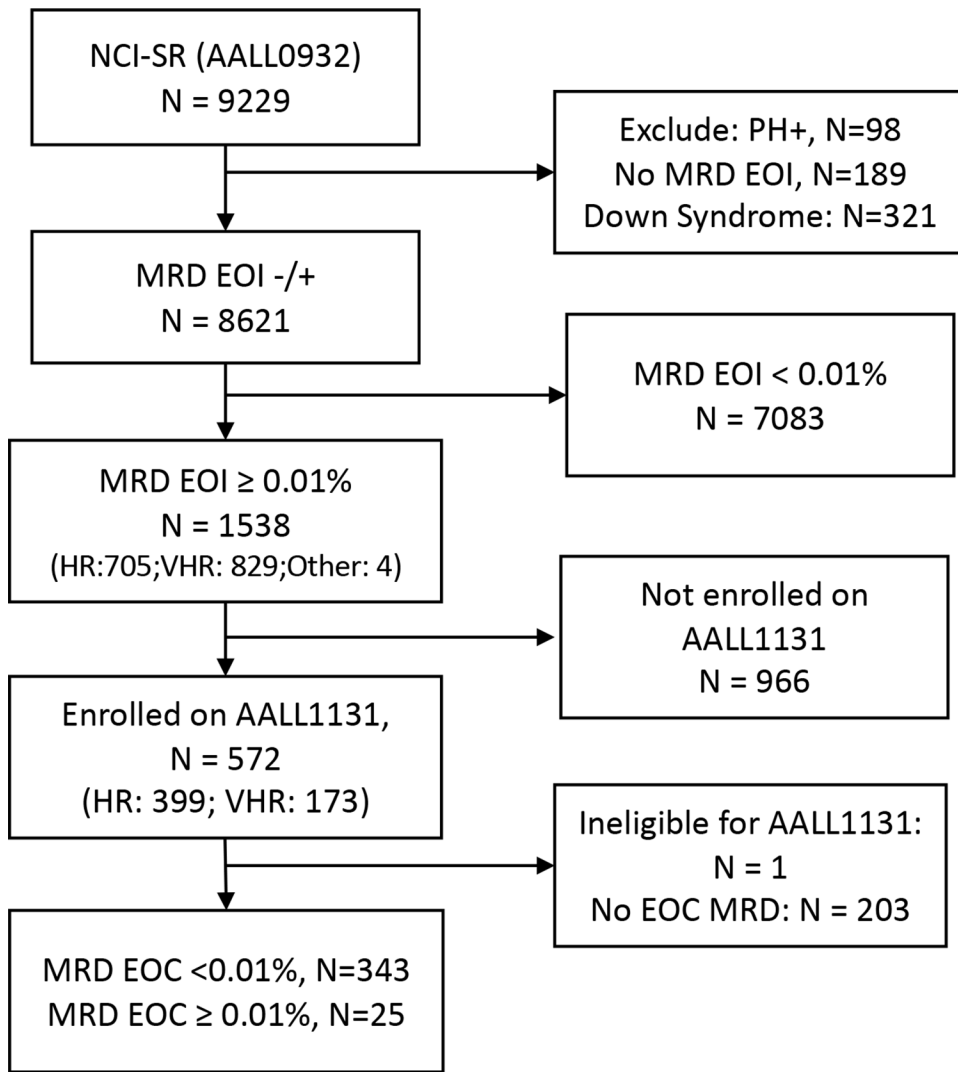 NCI-SR (AALL0932)
N = 9229
Exclude: PH+, N=98
No MRD EOI, N=189
Down Syndrome: N=321
MRD EOI -/+
N = 8621
MRD EOI < 0.01%
N = 7083
MRD EOI ≥ 0.01%
N = 1538
(HR:705;VHR: 829;Other: 4)
Not enrolled on
AALL1131
N = 966
Enrolled on AALL1131,
N = 572
(HR: 399; VHR: 173)
Ineligible for AALL1131:
N = 1
No EOC MRD: N = 203
MRD EOC <0.01%, N=343
MRD EOC ≥ 0.01%, N=25